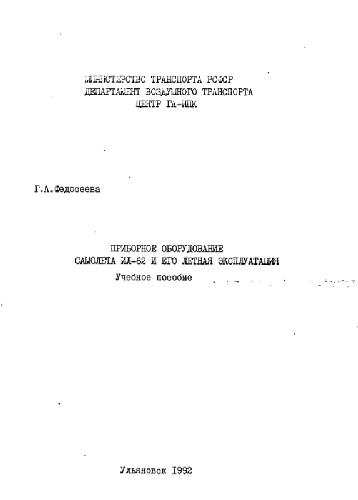 МИНИСТЕРСТВО ТРАНСПОРТА РСФСР
ДЕПАРТАМЕНТ ВОЗДУШНОГО ТРАНСПОРТА
ЦЕНТР ГА-ИПК
Г.А.Федосеева
ПРИБОРНОЕ ОБОРУДОВАНИЕ
САМОЛЕТА ИЛ-62 И ЕГО ЛЕТНАЯ ЭКСПЛУАТАЦИЯ
Учебное пособие
Ульяновск 1992